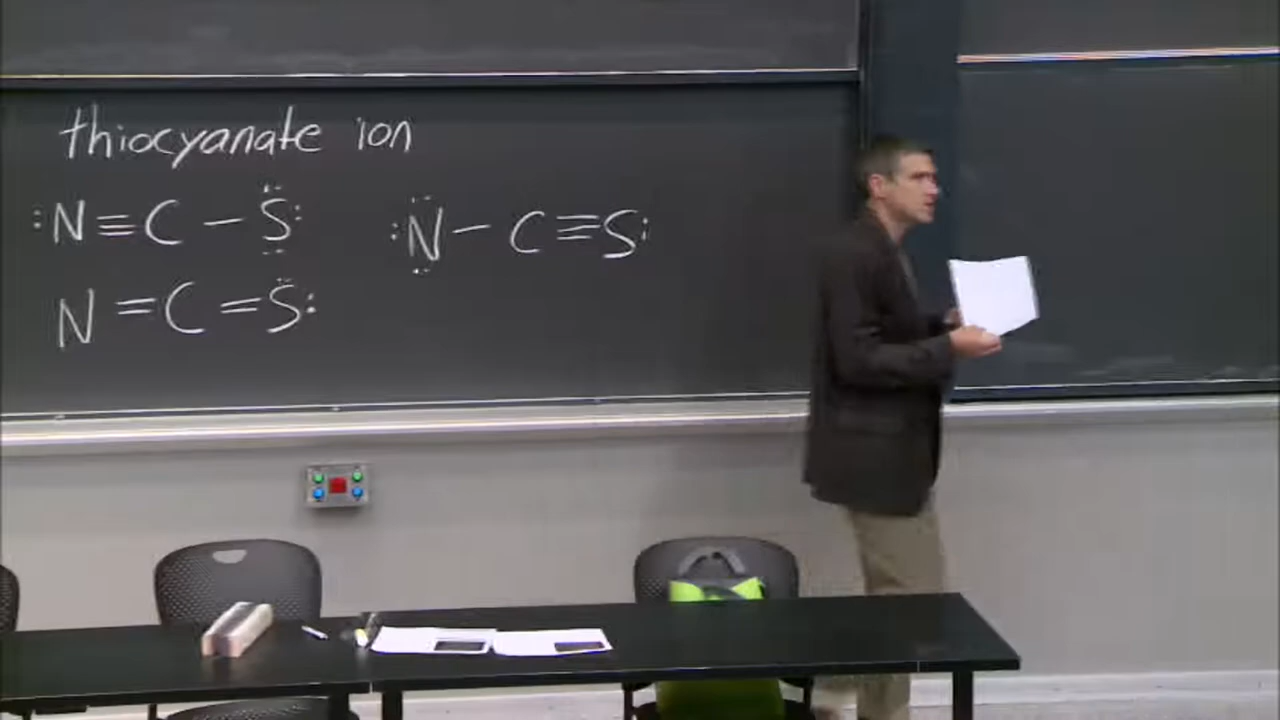 thiocyanate ion
:N≡C-S̤̈: :N̤̈-C≡S:
N=C=S̈: